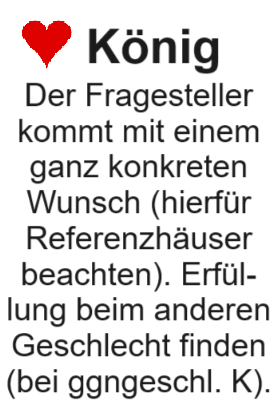 König
Der Fragesteller
kommt mit einem
ganz konkreten
Wunsch (hierfür
Referenzhäuser
beachten). Erfül-
lung beim anderen
Geschlecht finden
(bei ggngeschl. K).